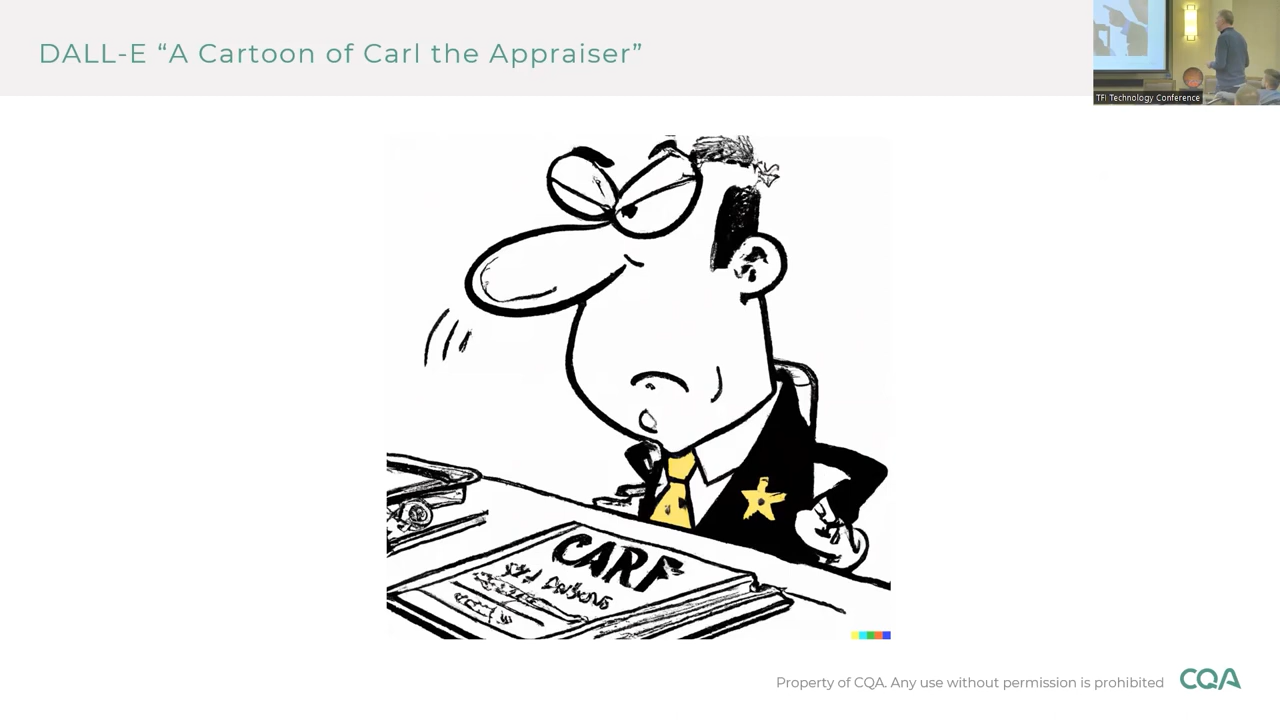 DALL-E “A Cartoon of Carl the Appraiser”
TFI Technology Conference
CARF
Property of CQA. Any use without permission is prohibited
CQA